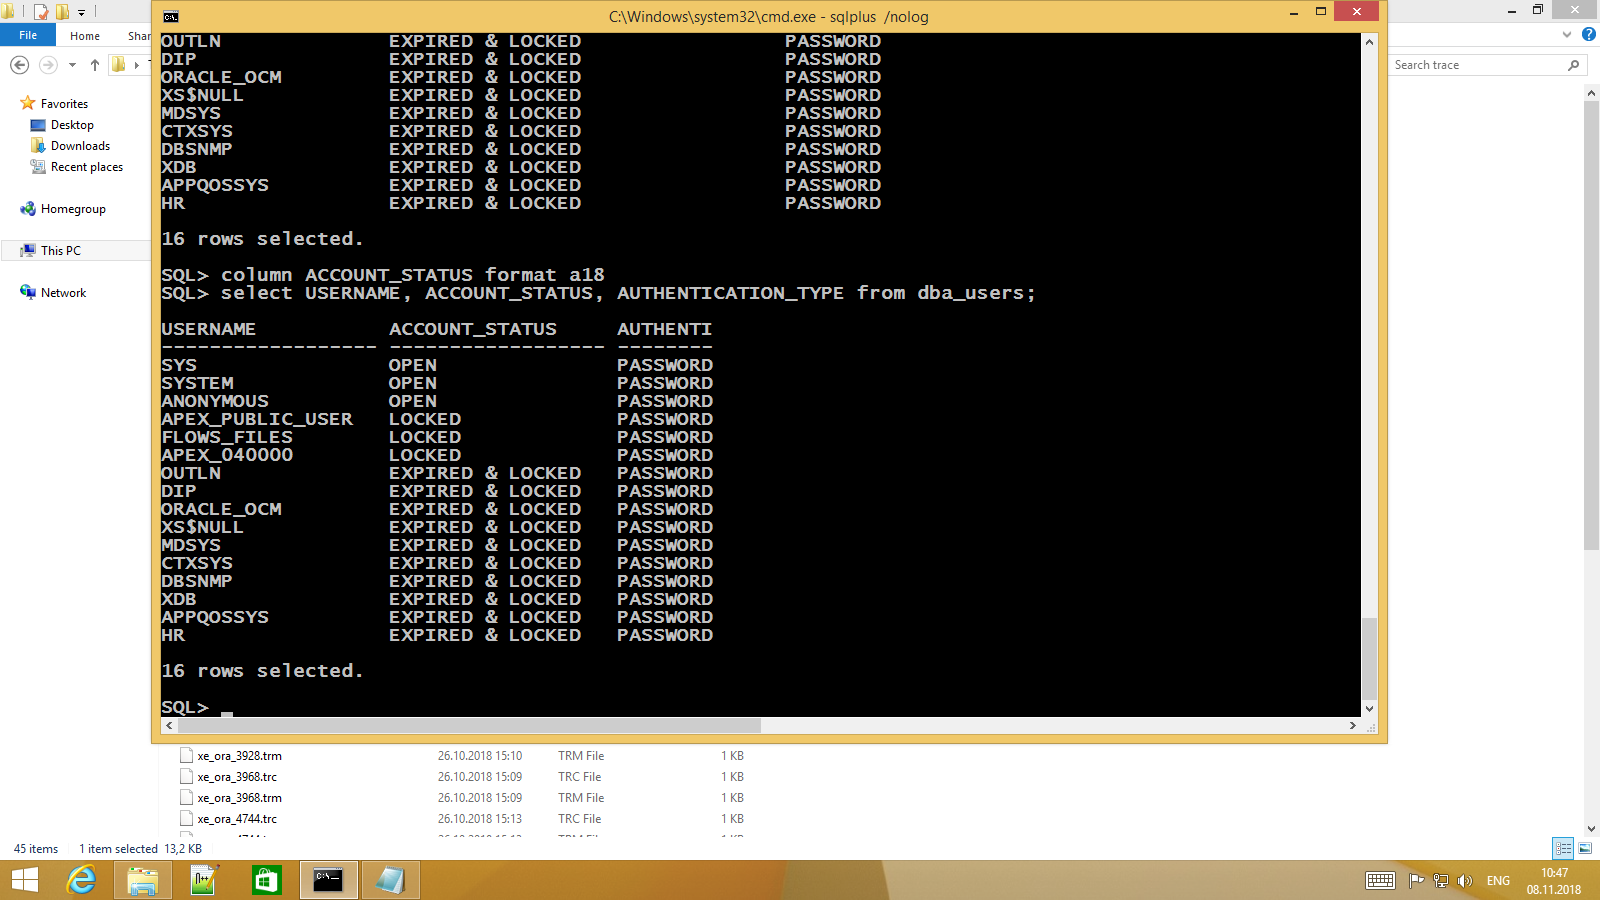 C:\Windows\system32\cmd.exe - sqlplus /nolog
File
Home
Shar
Search trace
Favorites
Desktop
Downloads
Recent places
Homegroup
This PC
Network
OUTLN EXPIRED & LOCKED PASSWORD
DIP EXPIRED & LOCKED PASSWORD
ORACLE_OCM EXPIRED & LOCKED PASSWORD
XS$NULL EXPIRED & LOCKED PASSWORD
MDSYS EXPIRED & LOCKED PASSWORD
CTXSYS EXPIRED & LOCKED PASSWORD
DBSNMP EXPIRED & LOCKED PASSWORD
XDB EXPIRED & LOCKED PASSWORD
APPQOSSYS EXPIRED & LOCKED PASSWORD
HR EXPIRED & LOCKED PASSWORD
16 rows selected.
SQL> column ACCOUNT_STATUS format a18
SQL> select USERNAME, ACCOUNT_STATUS, AUTHENTICATION_TYPE from dba_users;
USERNAME ACCOUNT_STATUS AUTHENTI
------------------ ------------------ --------
SYS OPEN PASSWORD
SYSTEM OPEN PASSWORD
ANONYMOUS OPEN PASSWORD
APEX_PUBLIC_USER LOCKED PASSWORD
FLOWS_FILES LOCKED PASSWORD
APEX_040000 LOCKED PASSWORD
OUTLN EXPIRED & LOCKED PASSWORD
DIP EXPIRED & LOCKED PASSWORD
ORACLE_OCM EXPIRED & LOCKED PASSWORD
XS$NULL EXPIRED & LOCKED PASSWORD
MDSYS EXPIRED & LOCKED PASSWORD
CTXSYS EXPIRED & LOCKED PASSWORD
DBSNMP EXPIRED & LOCKED PASSWORD
XDB EXPIRED & LOCKED PASSWORD
APPQOSSYS EXPIRED & LOCKED PASSWORD
HR EXPIRED & LOCKED PASSWORD
16 rows selected.
SQL>
xe_ora_3928.trm 26.10.2018 15:10 TRM File 1 KB
xe_ora_3968.trc 26.10.2018 15:09 TRC File 1 KB
xe_ora_3968.trm 26.10.2018 15:09 TRM File 1 KB
xe_ora_4744.trc 26.10.2018 15:13 TRC File 1 KB
45 items 1 item selected 13,2 KB
ENG
10:47
08.11.2018